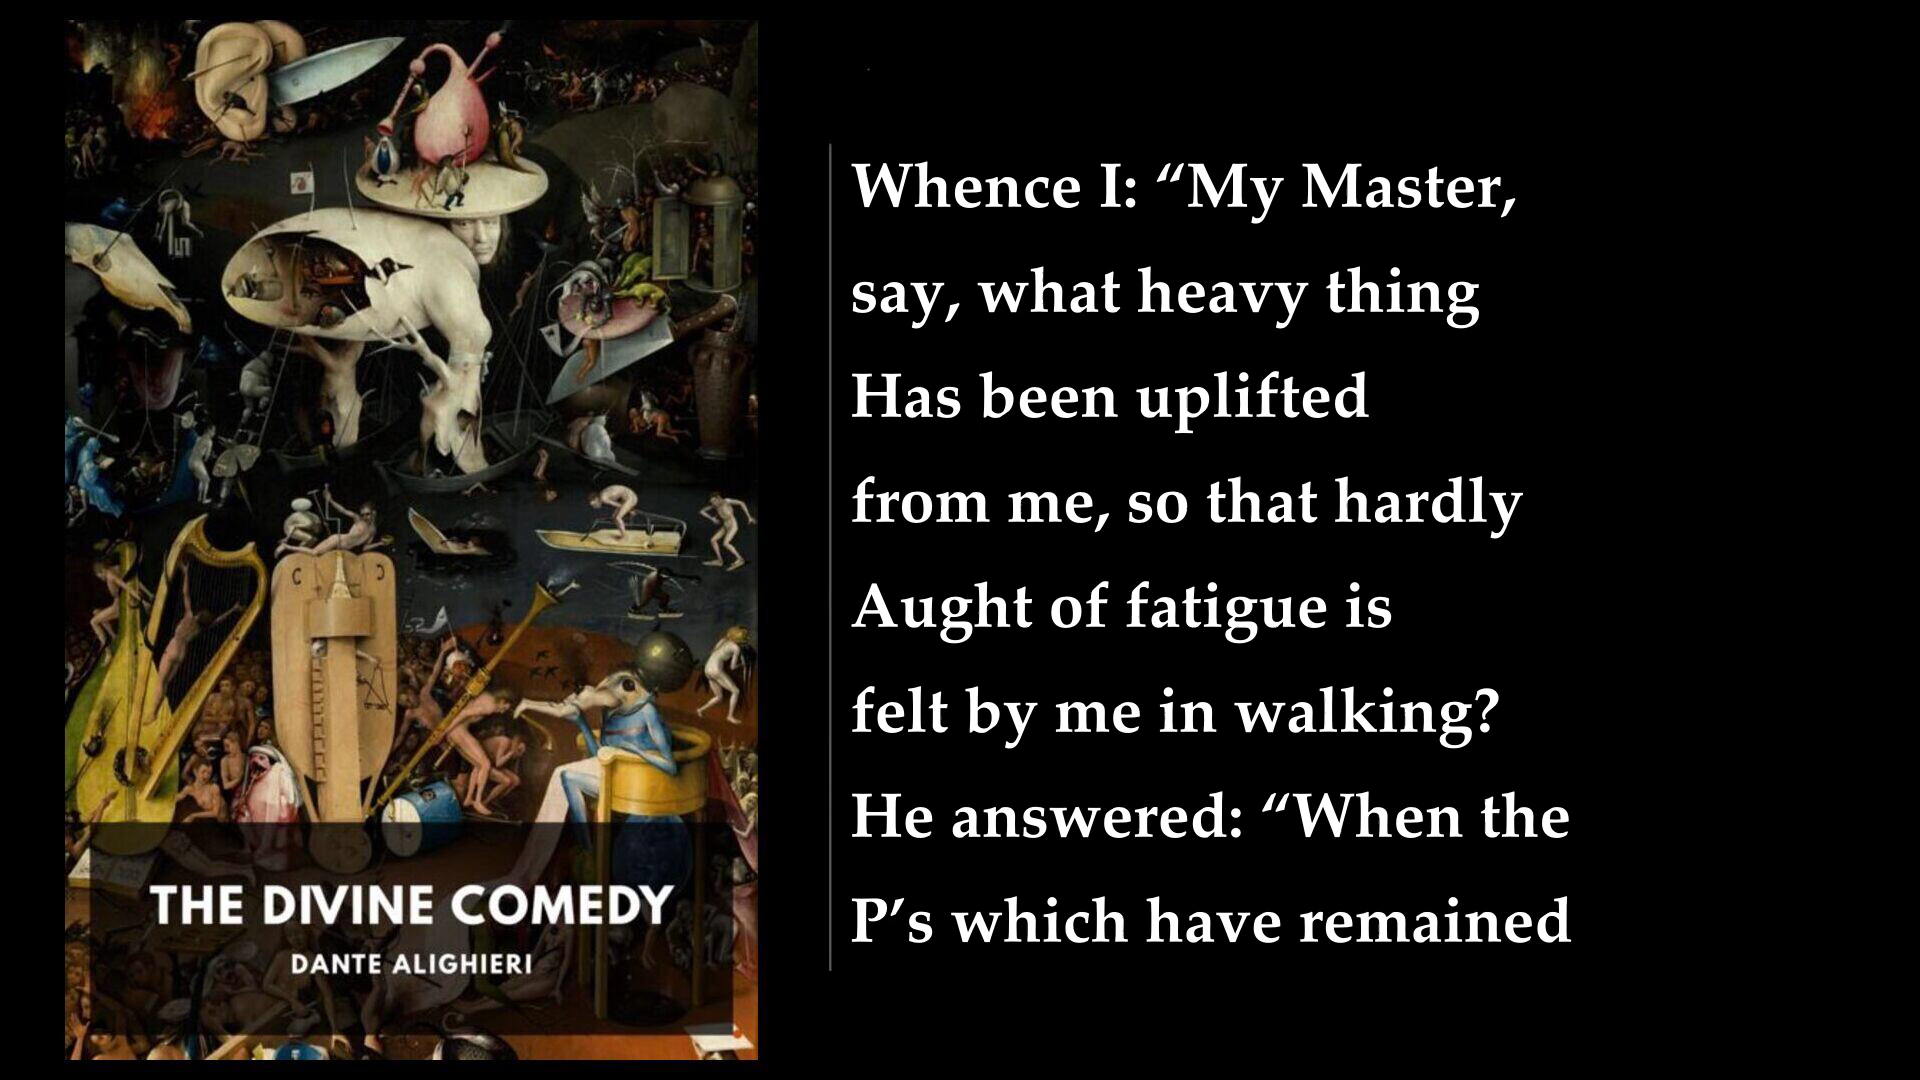 THE DIVINE COMEDY
DANTE ALIGHIERI
Whence I: “My Master,
say, what heavy thing
Has been uplifted
from me, so that hardly
Aught of fatigue is
felt by me in walking?
He answered: “When the
P’s which have remained